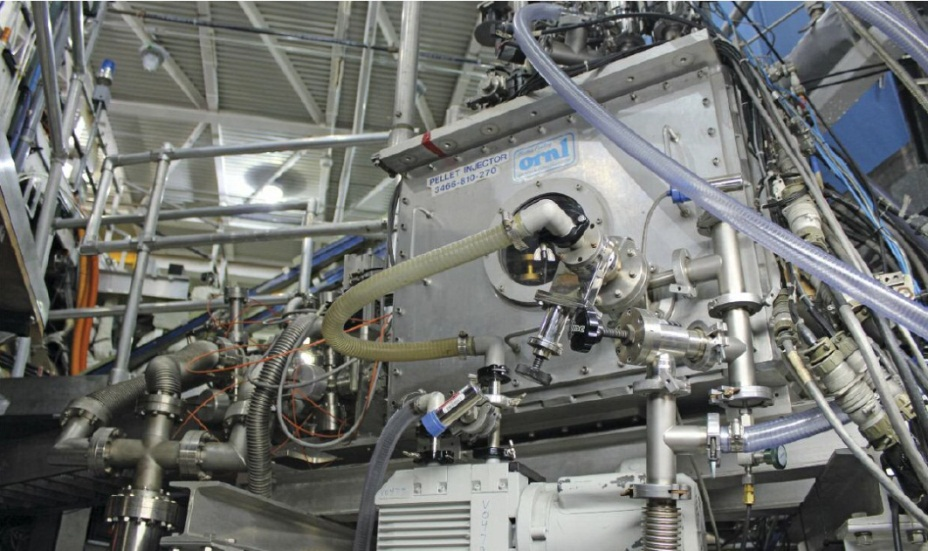 PELLET INJECTOR
3466-810-270
ornl